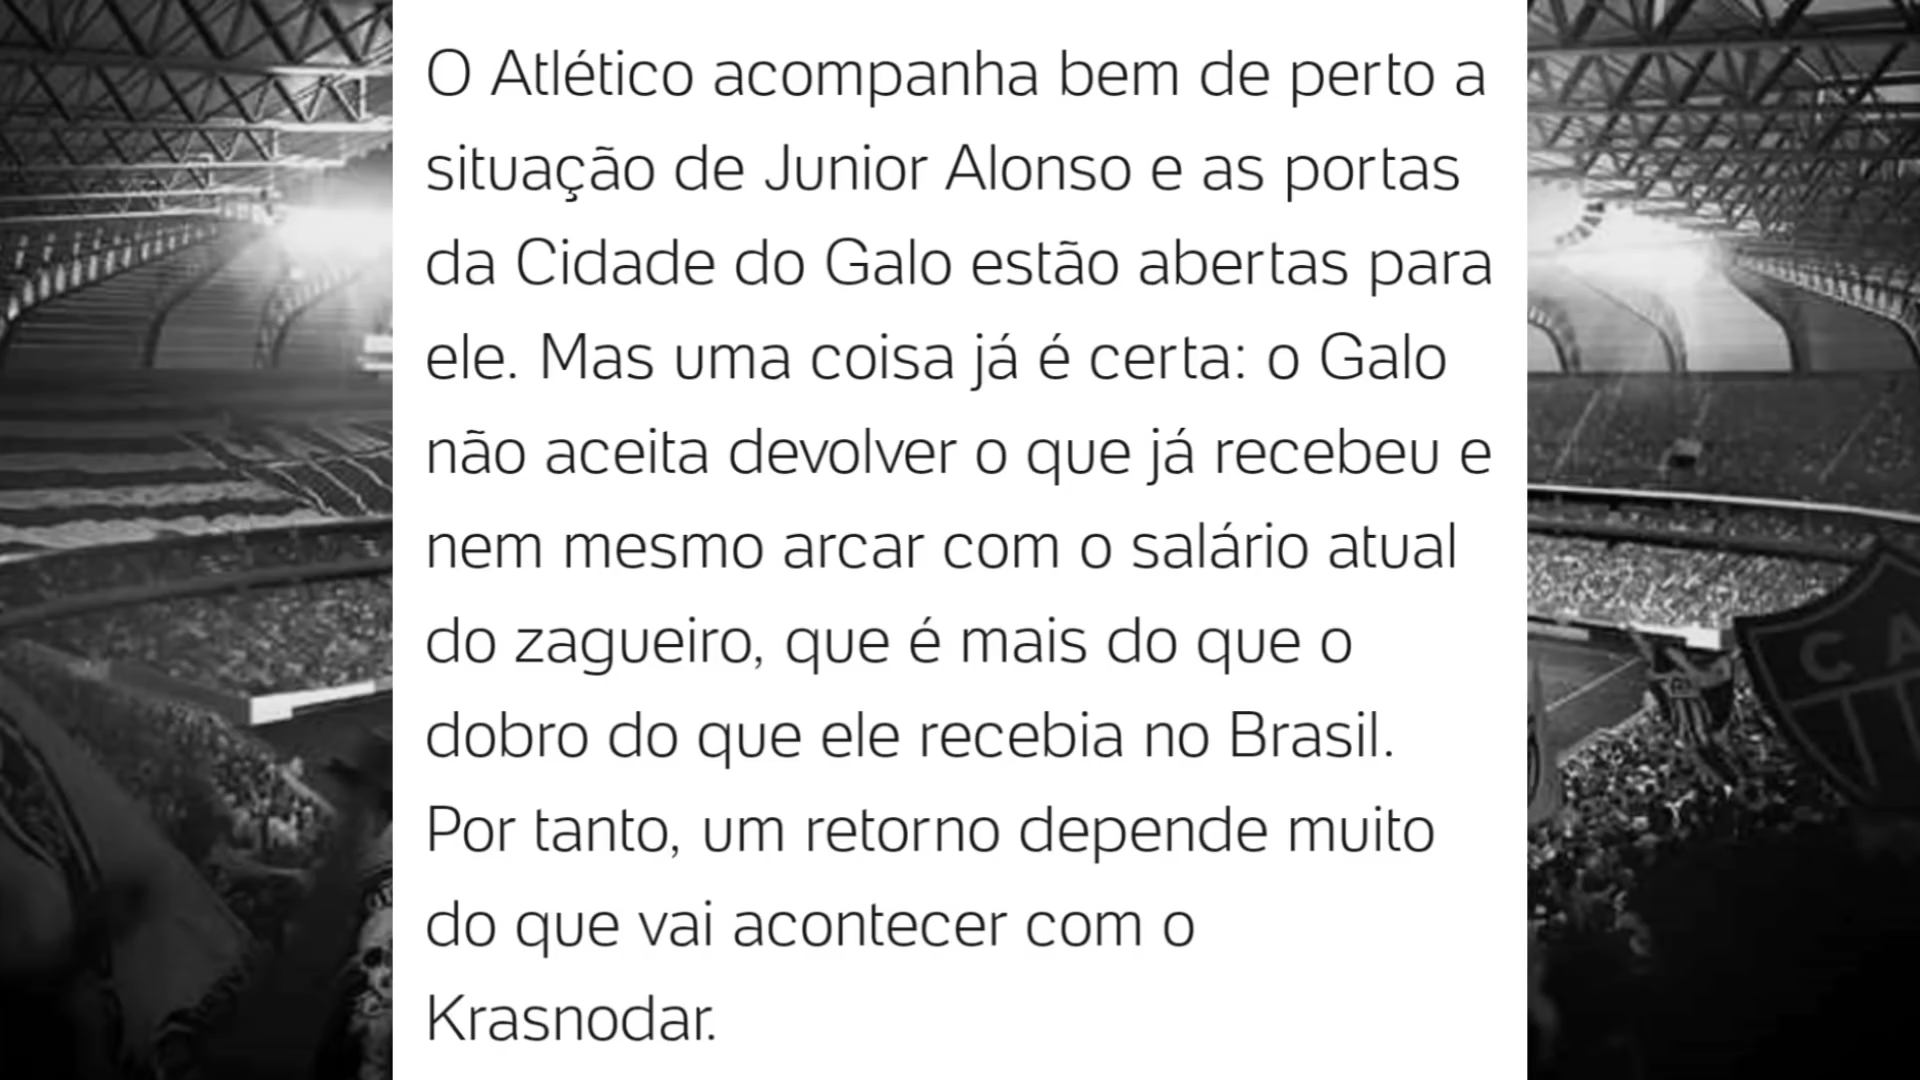 O Atlético acompanha bem de perto a
situação de Junior Alonso e as portas
da Cidade do Galo estão abertas para
ele. Mas uma coisa já é certa: o Galo
não aceita devolver o que já recebeu e
nem mesmo arcar com o salário atual
do zagueiro, que é mais do que o
dobro do que ele recebia no Brasil.
Por tanto, um retorno depende muito
do que vai acontecer com o
Krasnodar.
C A